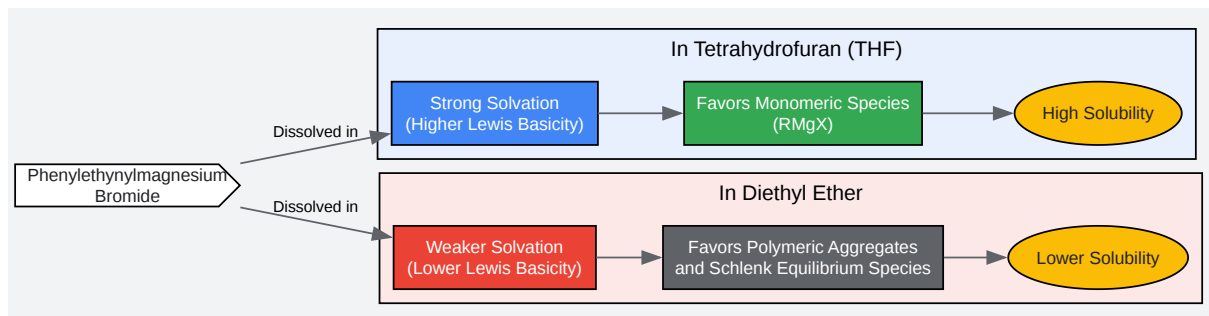 In Tetrahydrofuran (THF)
Strong Solvation
(Higher Lewis Basicity)
Favors Monomeric Species
(RMgX)
High Solubility
Dissolved in
Phenylethynylmagnesium
Bromide
Dissolved in
In Diethyl Ether
Weaker Solvation
(Lower Lewis Basicity)
Favors Polymeric Aggregates
and Schlenk Equilibrium Species
Lower Solubility